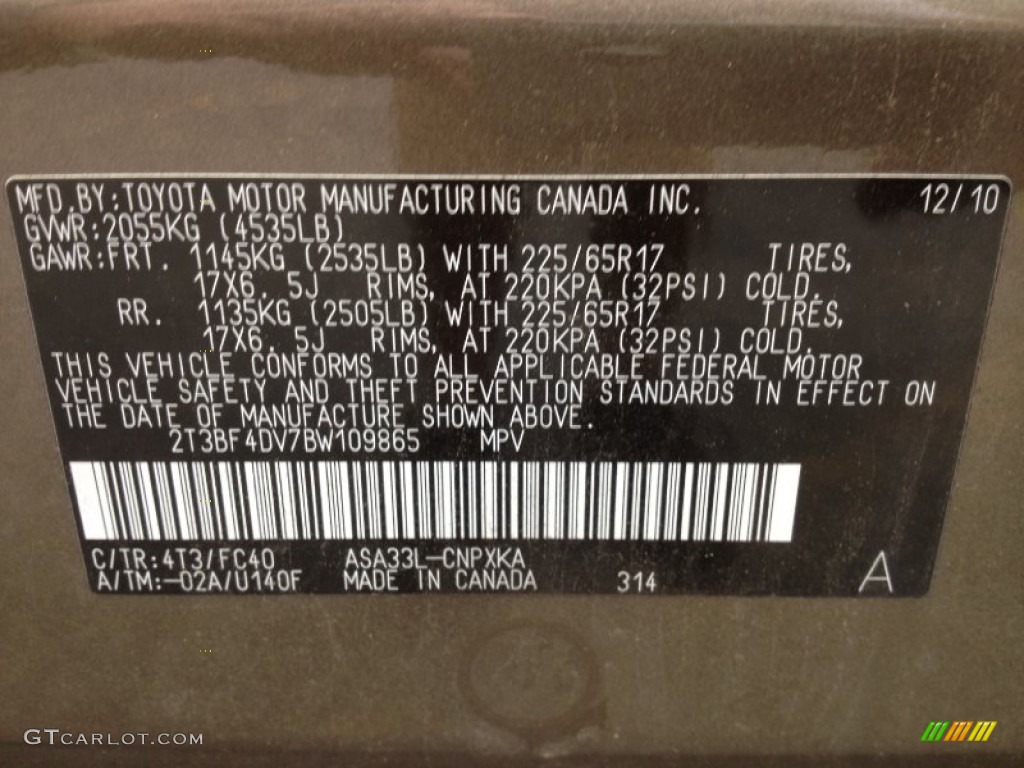 MFD.BY:TOYOTA MOTOR MANUFACTURING CANADA INC. 12/10
GVWR:2055KG (4535LB)
GAWR:FRT. 1145KG (2535LB) WITH 225/65R17 TIRES,
17X6.5J RIMS, AT 220KPA (32PSI) COLD.
RR. 1135KG (2505LB) WITH 225/65R17 TIRES,
17X6.5J RIMS, AT 220KPA (32PSI) COLD.
THIS VEHICLE CONFORMS TO ALL APPLICABLE FEDERAL MOTOR
VEHICLE SAFETY AND THEFT PREVENTION STANDARDS IN EFFECT ON
THE DATE OF MANUFACTURE SHOWN ABOVE.
2T3BF4DV7BW109865 MPV
C/TR:4T3/FC40 ASA33L-CNPXKA
A/TM:-02A/U140F MADE IN CANADA 314 A
GTCARLOT.COM